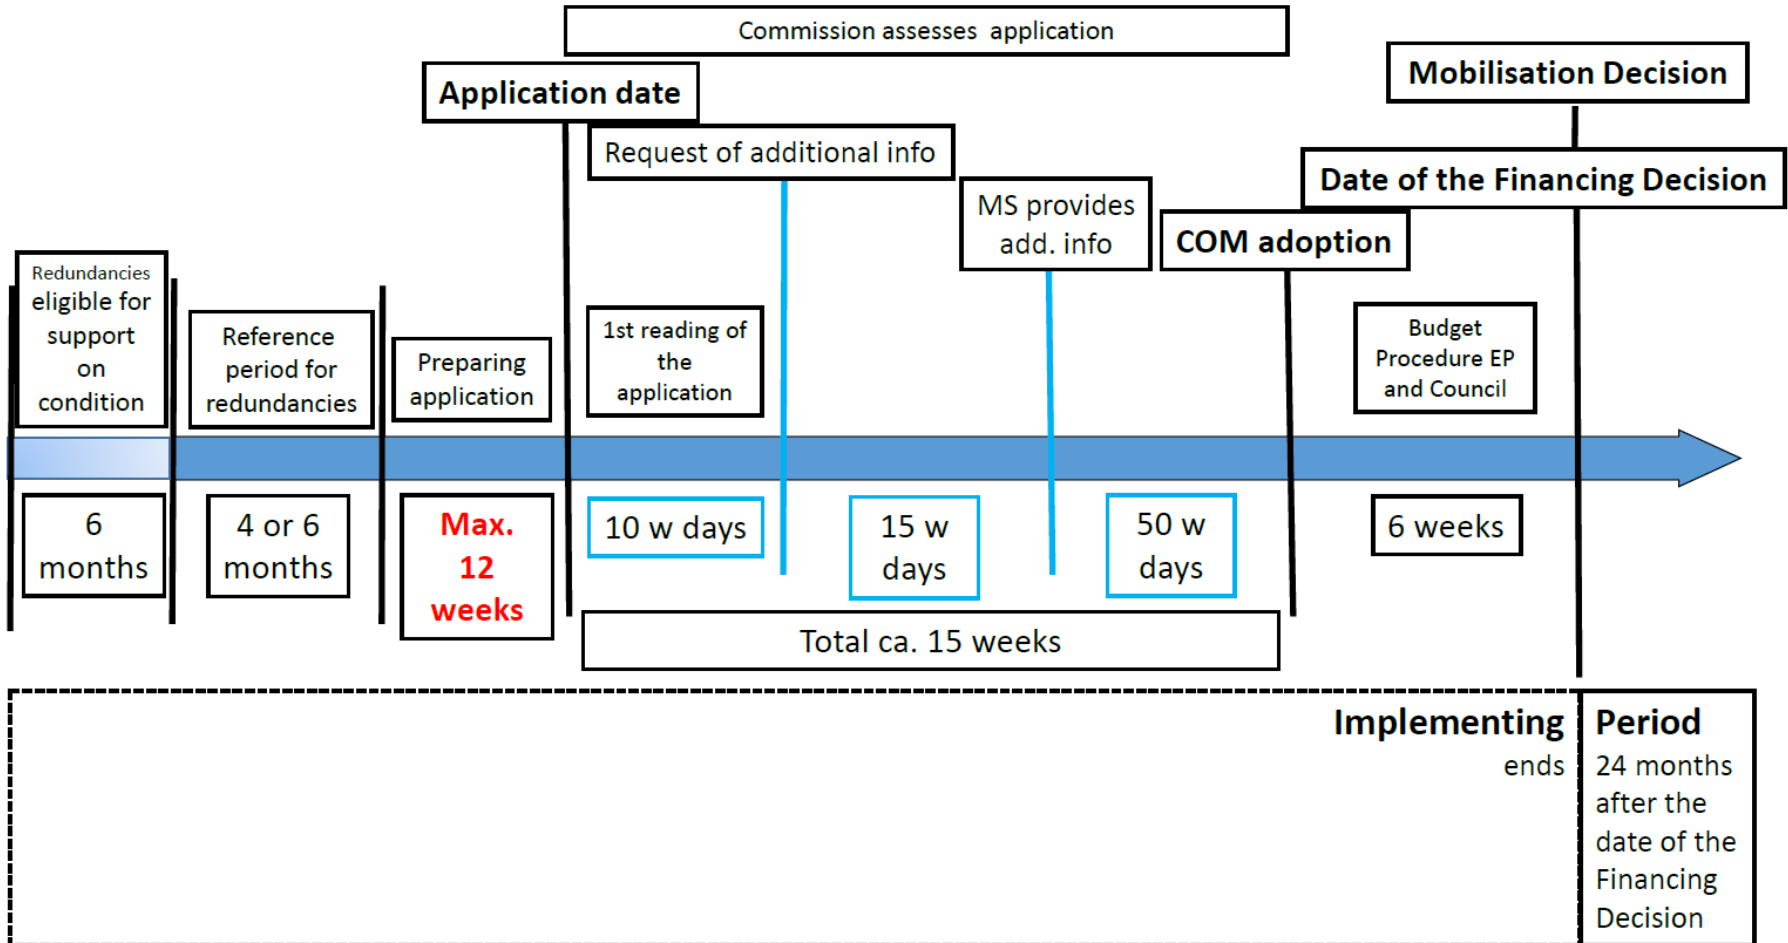 Commission assesses application
Application date
Mobilisation Decision
Request of additional info
Date of the Financing Decision
MS provides
add. info
COM adoption
Redundancies
eligible for
support
on
condition
Reference
period for
redundancies
Preparing
application
1st reading of
the
application
Budget
Procedure EP
and Council
6
months
4 or 6
months
Max.
12
weeks
10 w days
15 w
days
50 w
days
6 weeks
Total ca. 15 weeks
Implementing
ends
Period
24 months
after the
date of the
Financing
Decision